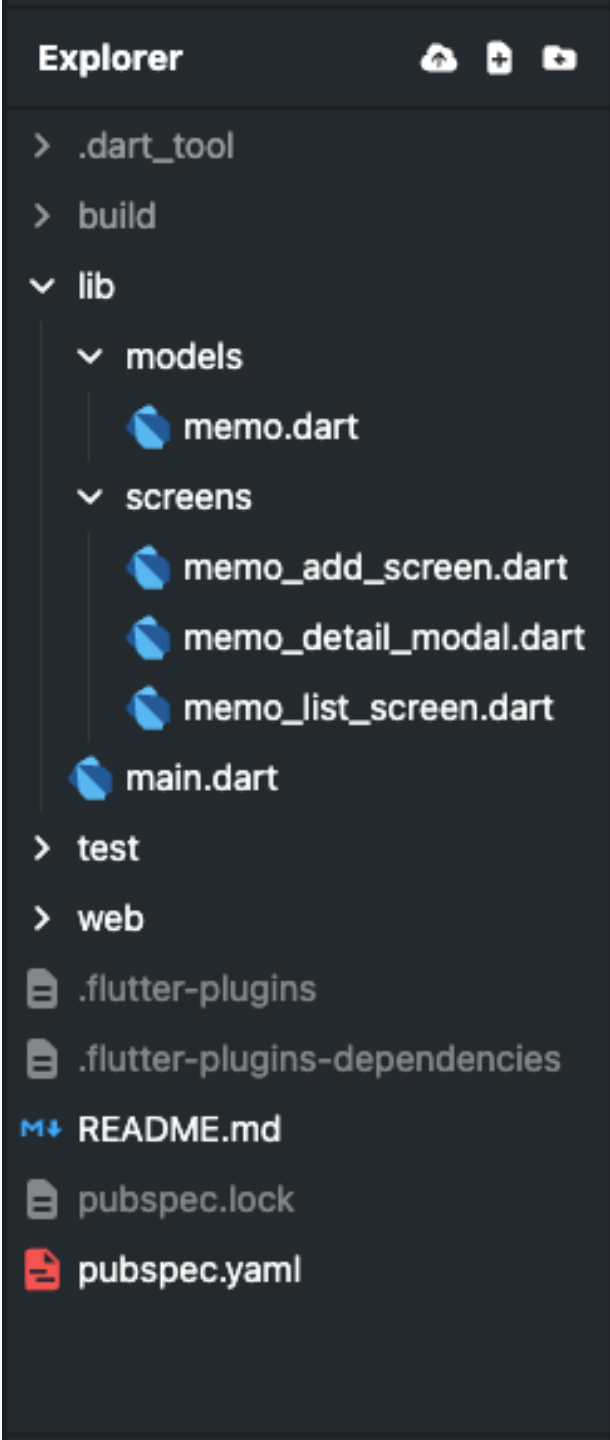 Explorer
.dart_tool
build
lib
models
memo.dart
screens
memo_add_screen.dart
memo_detail_modal.dart
memo_list_screen.dart
main.dart
test
web
.flutter-plugins
.flutter-plugins-dependencies
M README.md
pubspec.lock
pubspec.yaml